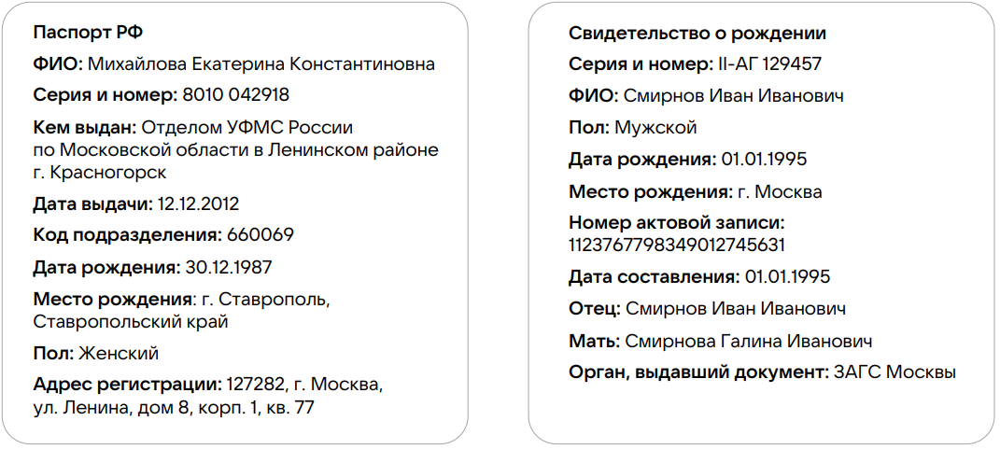 Паспорт РФ
ФИО: Михайлова Екатерина Константиновна
Серия и номер: 8010 042918
Кем выдан: Отделом УФМС России
по Московской области в Ленинском районе
г. Красногорск
Дата выдачи: 12.12.2012
Код подразделения: 660069
Дата рождения: 30.12.1987
Место рождения: г. Ставрополь,
Ставропольский край
Пол: Женский
Адрес регистрации: 127282, г. Москва,
ул. Ленина, дом 8, корп. 1, кв. 77
Свидетельство о рождении
Серия и номер: II-АГ 129457
ФИО: Смирнов Иван Иванович
Пол: Мужской
Дата рождения: 01.01.1995
Место рождения: г. Москва
Номер актовой записи:
1123767798349012745631
Дата составления: 01.01.1995
Отец: Смирнов Иван Иванович
Мать: Смирнова Галина Иванович
Орган, выдавший документ: ЗАГС Москвы